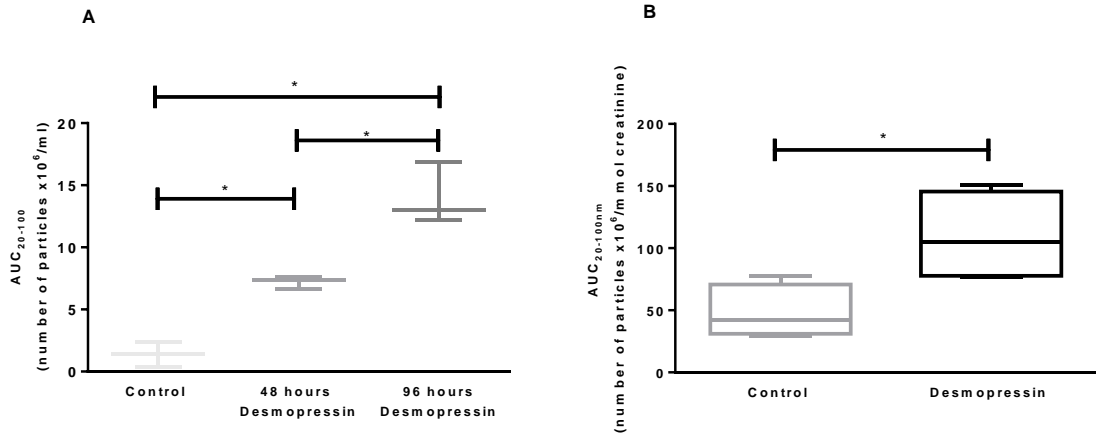 A
AUC20-100
(number of particles x10^6/ml)
20
15
10
5
0
*
*
*
Control
48 hours
Desmopressin
96 hours
Desmopressin
B
AUC20-100nm
(number of particles x10^6/mmol creatinine)
200
150
100
50
0
*
Control
Desmopressin